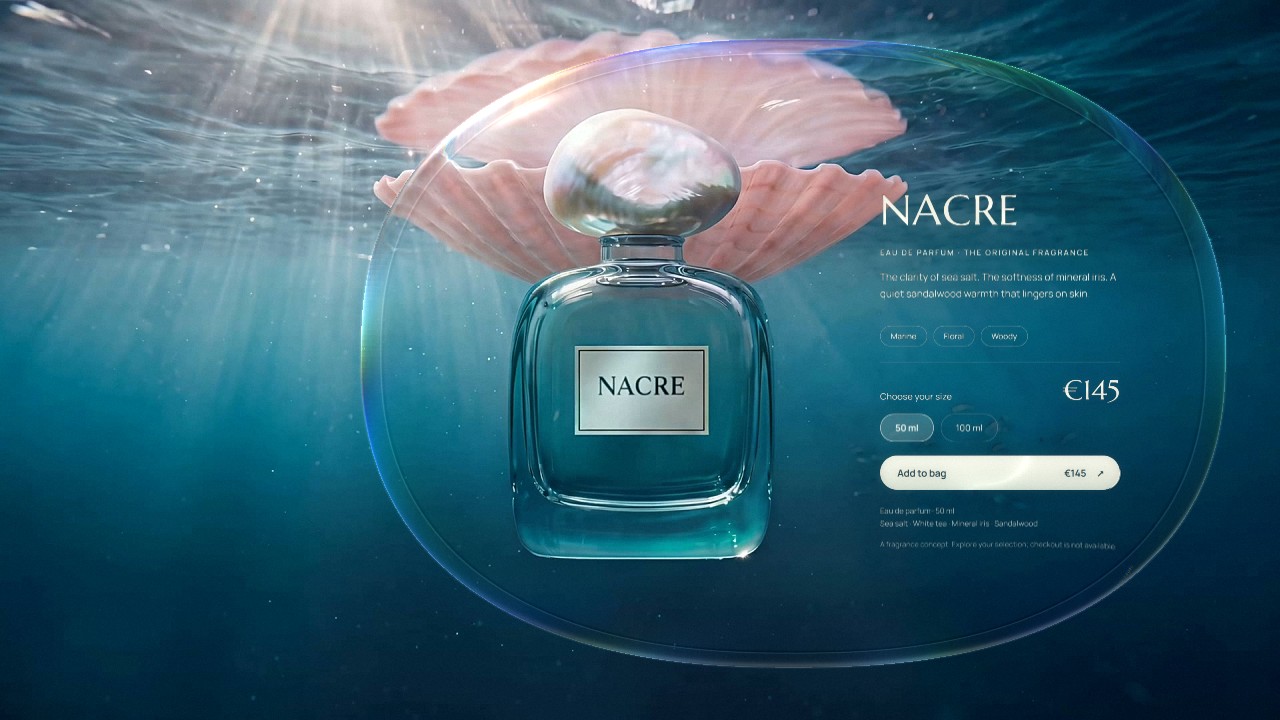 NACRE
NACRE
EAU DE PARFUM · THE ORIGINAL FRAGRANCE
The clarity of sea salt. The softness of mineral iris. A
quiet sandalwood warmth that lingers on skin
Marine Floral Woody
Choose your size €145
50 ml 100 ml
Add to bag €145 ↗
Eau de parfum · 50 ml
Sea salt · White tea · Mineral iris · Sandalwood
A fragrance concept. Explore your selection; checkout is not available.